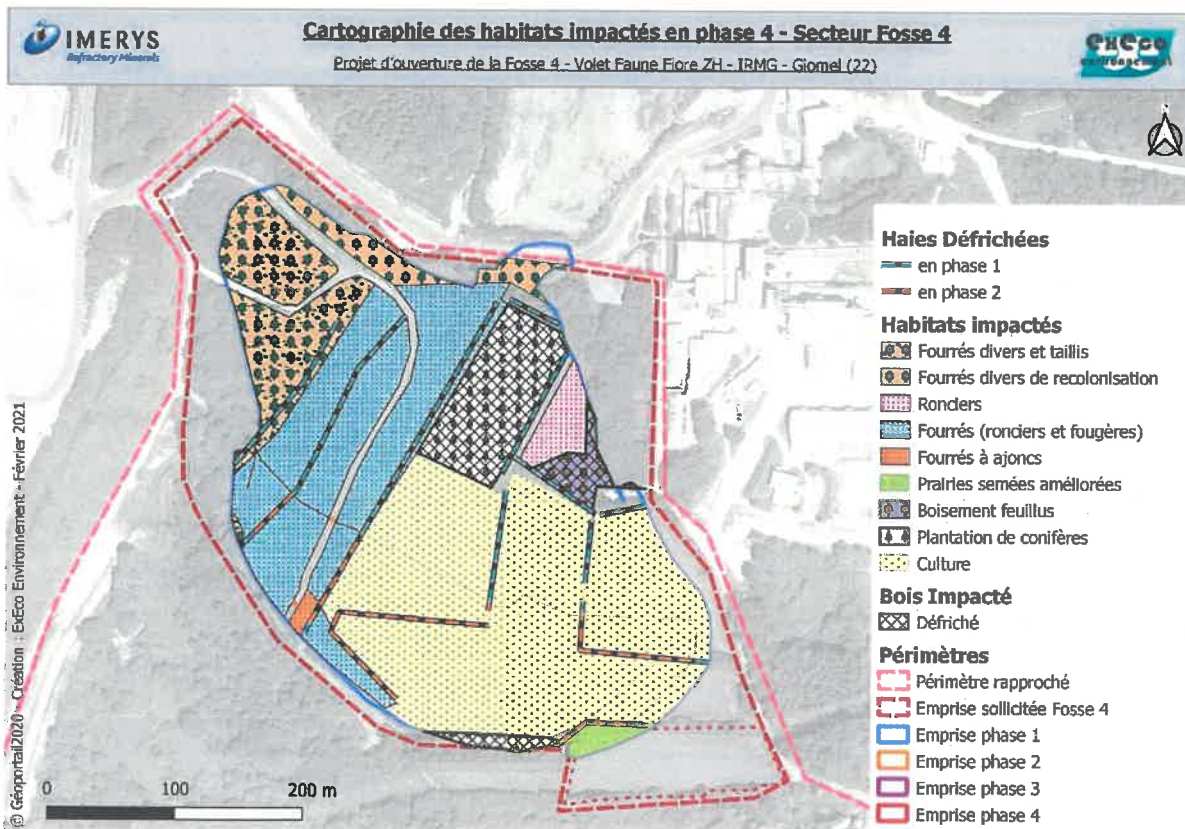 IMERYS
Refractory Minerals
Cartographie des habitats impactés en phase 4 - Secteur Fosse 4
Projet d'ouverture de la Fosse 4 - Volet Faune Flore ZH - IRMG - Glomel (22)
ExEco
environnement
Haies Défrichées
en phase 1
en phase 2
Habitats impactés
Fourrés divers et taillis
Fourrés divers de recolonisation
Ronciers
Fourrés (ronciers et fougères)
Fourrés à ajoncs
Prairies semées améliorées
Boisement feuillus
Plantation de conifères
Culture
Bois Impacté
Défriché
Périmètres
Périmètre rapproché
Emprise sollicitée Fosse 4
Emprise phase 1
Emprise phase 2
Emprise phase 3
Emprise phase 4
0 100 200 m
© Géoportail2020 - Création : ExEco Environnement - Février 2021